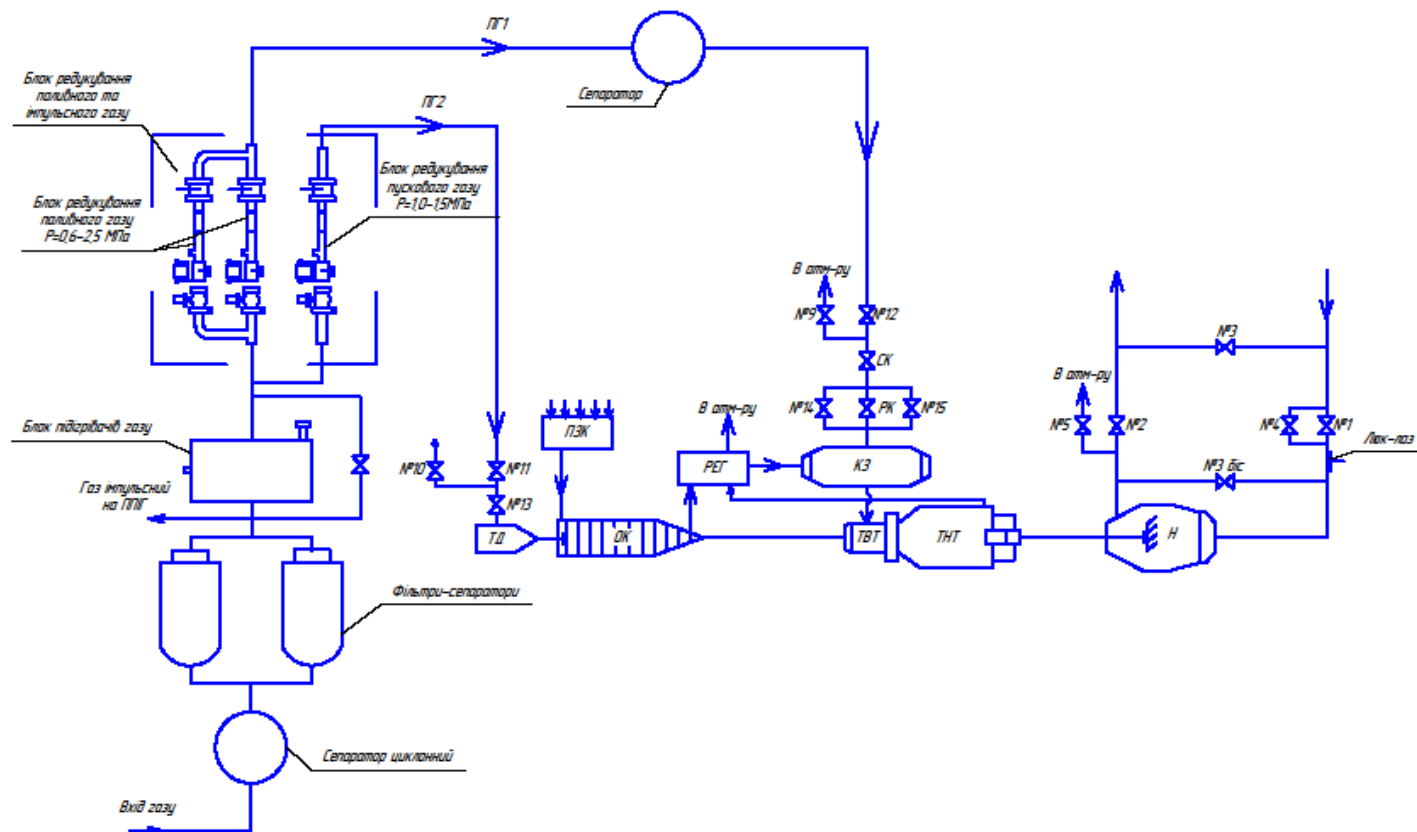 ПГ1
Блок редукування
паливного та
імпульсного газу
Сепаратор
ПГ2
Блок редукування
пускового газу
Р=1,0-1,5МПа
Блок редукування
паливного газу
Р=0,6-2,5 МПа
В атм-ру
№9
№12
СК
№3
В атм-ру
№14
РК
№15
№5
№2
№4
№1
Люк-лаз
В атм-ру
ПЗК
Блок підігрівачів газу
№10
№11
РЕГ
КЗ
№3 біс
Газ імпульсний
на ППГ
№13
ТД
ОК
ТВТ
ТНТ
Н
Фільтри-сепаратори
Сепаратор циклонний
Вхід газу